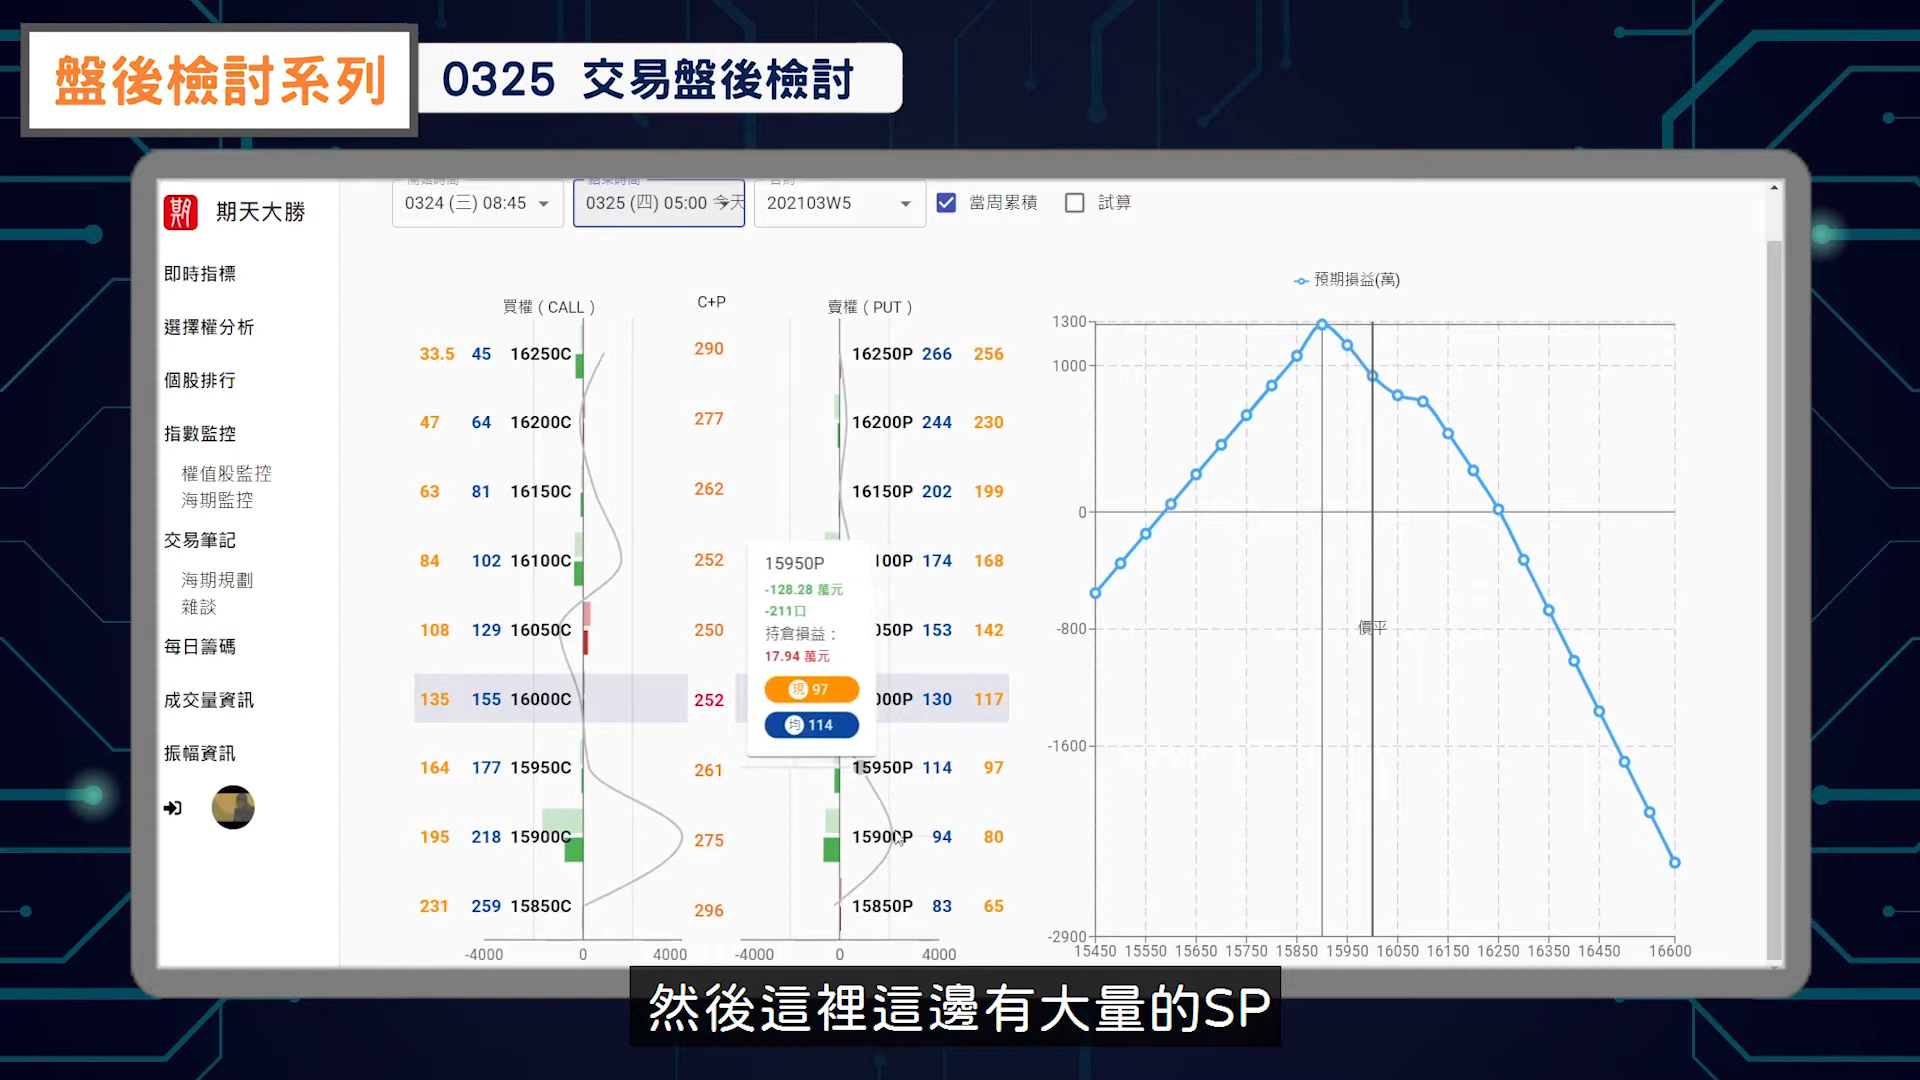 盤後檢討系列
0325 交易盤後檢討
期 期天大勝
即時指標
選擇權分析
個股排行
指數監控
權值股監控
海期監控
交易筆記
海期規劃
雜談
每日籌碼
成交量資訊
振幅資訊
0324 (三) 08:45
0325 (四) 05:00 今天
202103W5
當周累積
試算
買權 ( CALL )
C+P
賣權 ( PUT )
33.5 45 16250C 290 16250P 266 256
47 64 16200C 277 16200P 244 230
63 81 16150C 262 16150P 202 199
84 102 16100C 252 100P 174 168
108 129 16050C 250 050P 153 142
135 155 16000C 252 000P 130 117
164 177 15950C 261 15950P 114 97
195 218 15900C 275 15900P 94 80
231 259 15850C 296 15850P 83 65
-4000 0 4000 -4000 0 4000
15950P
-128.28 萬元
-211口
持倉損益：
17.94 萬元
現 97
均 114
預期損益(萬)
1300
1000
0
-800
-1600
-2900
價平
15450 15550 15650 15750 15850 15950 16050 16150 16250 16350 16450 16600
然後這裡這邊有大量的SP